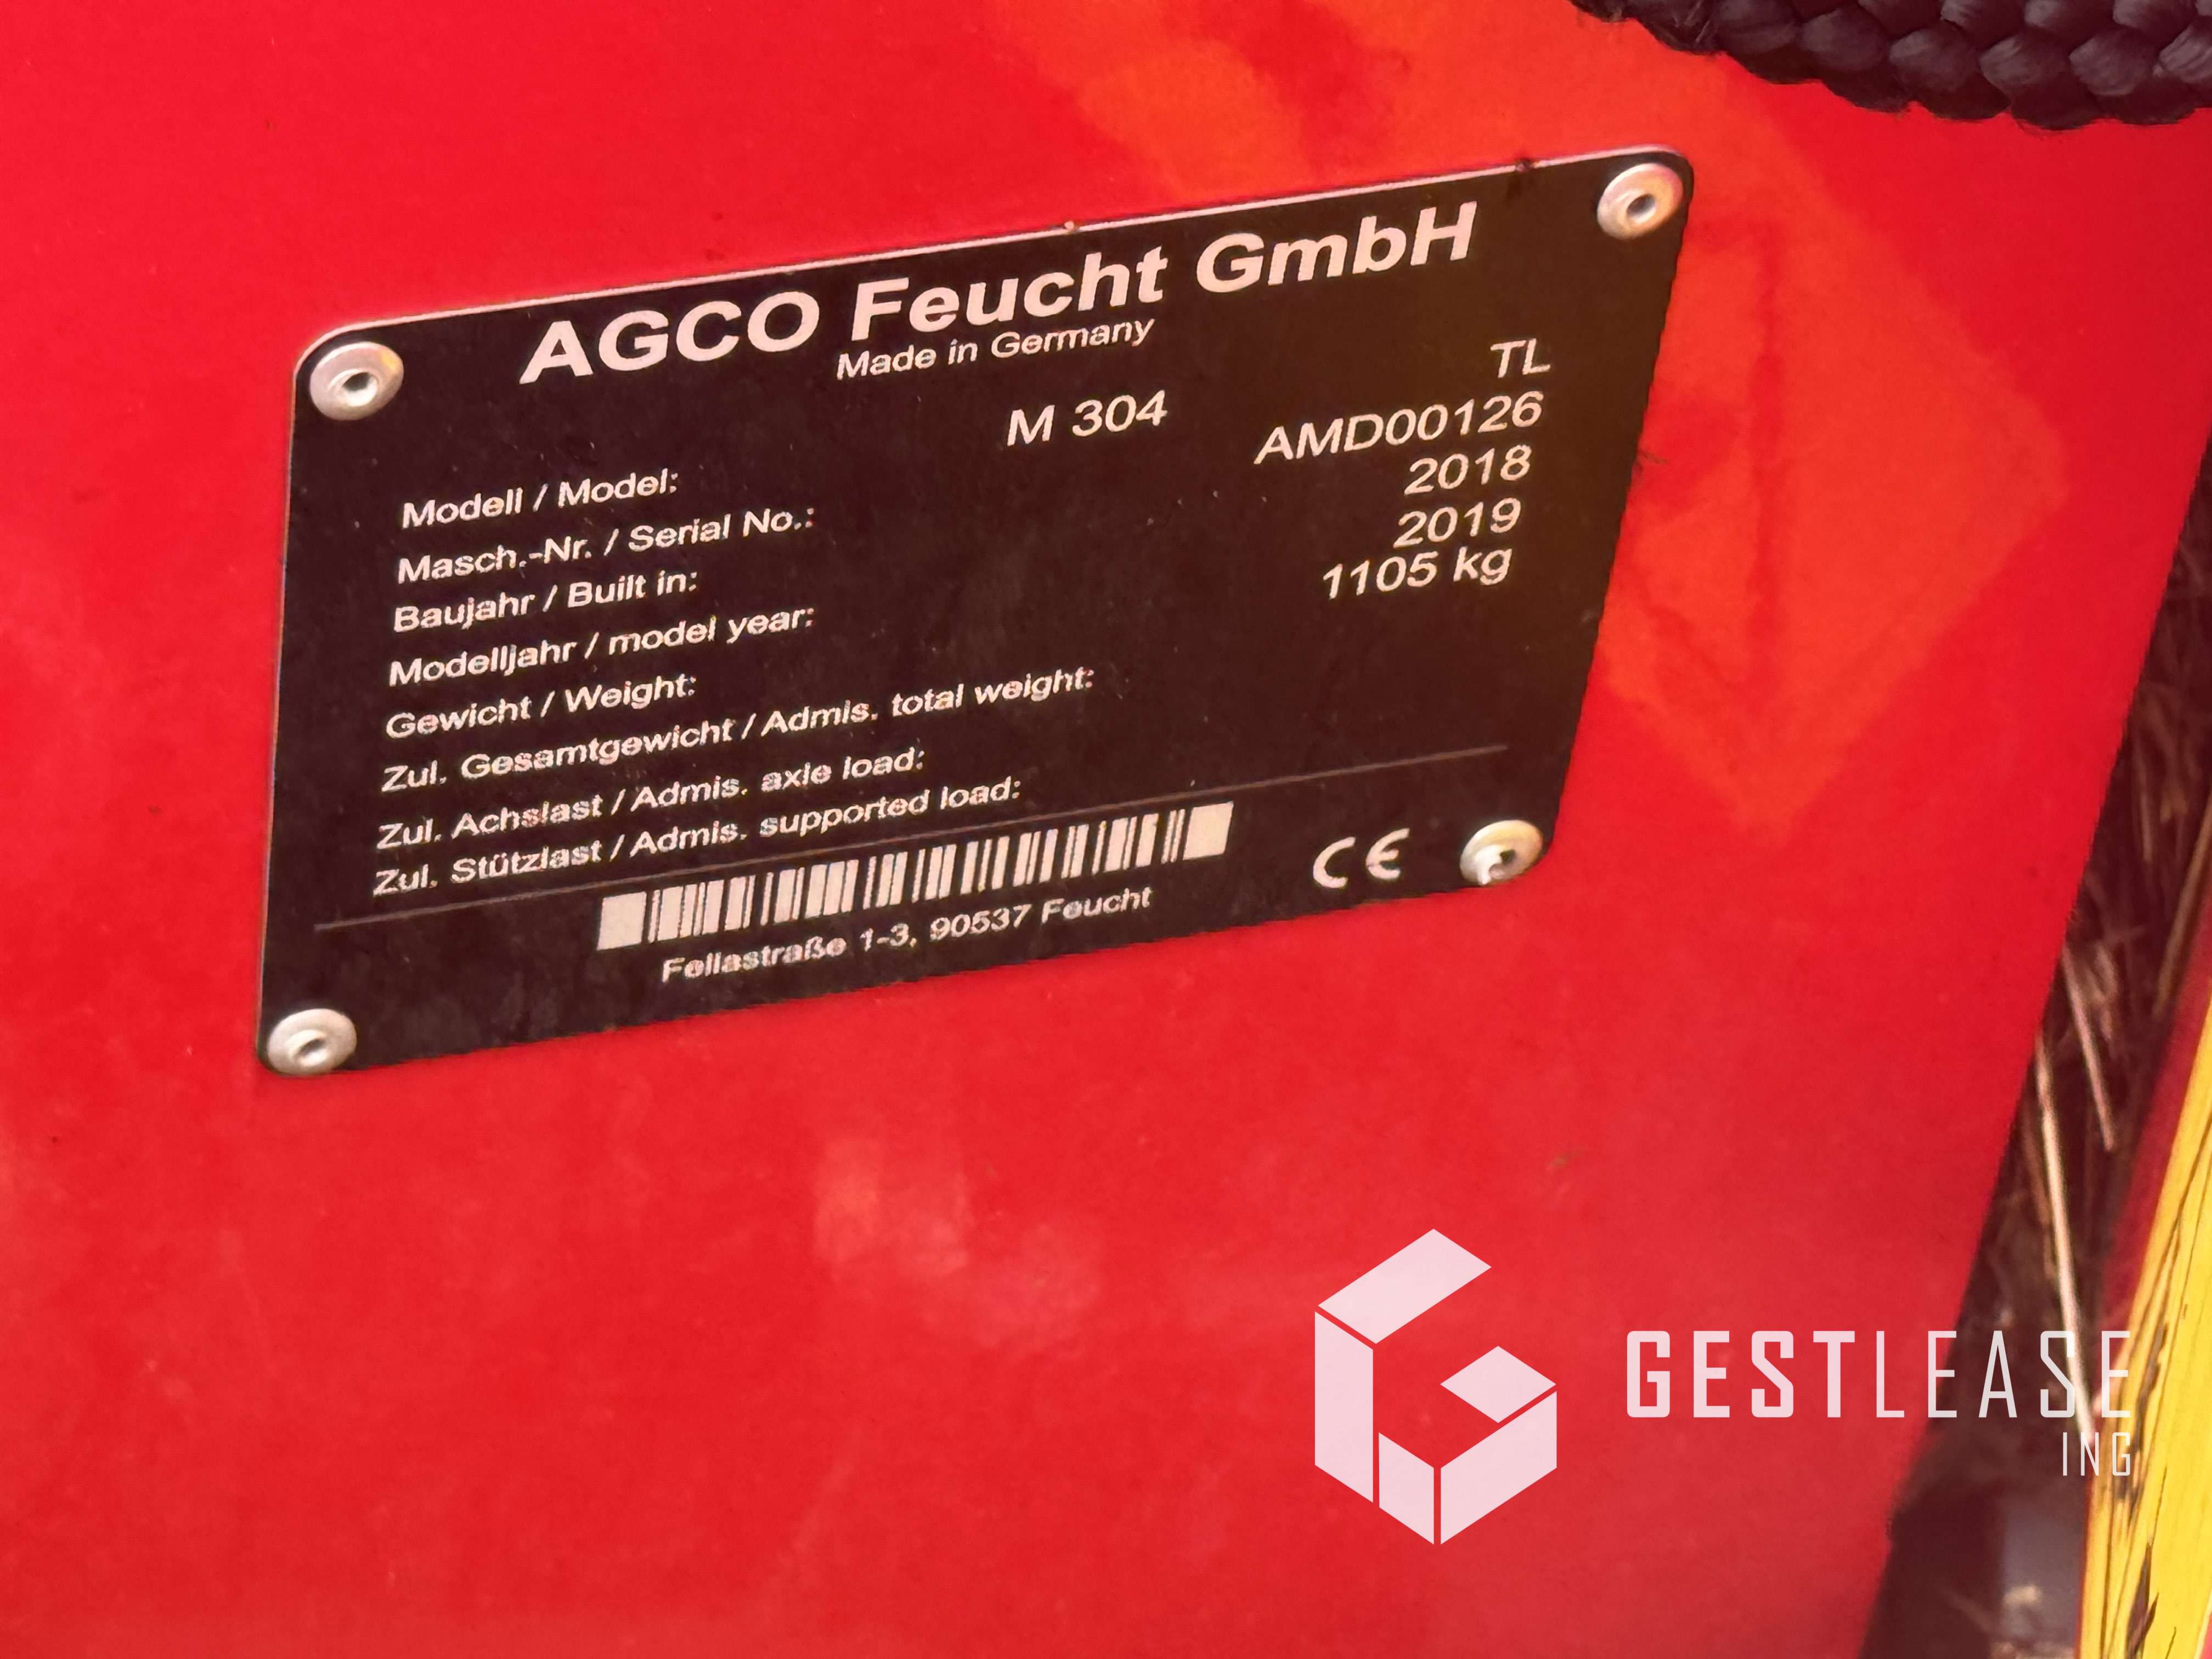 AGCO Feucht GmbH
Made in Germany
Modell / Model: M 304 TL
Masch.-Nr. / Serial No.: AMD00126
Baujahr / Built in: 2018
Modelljahr / model year: 2019
Gewicht / Weight: 1105 kg
Zul. Gesamtgewicht / Admis. total weight:
Zul. Achslast / Admis. axle load:
Zul. Stützlast / Admis. supported load:
CE
Fellastraße 1-3, 90537 Feucht
GESTLEASE
ING